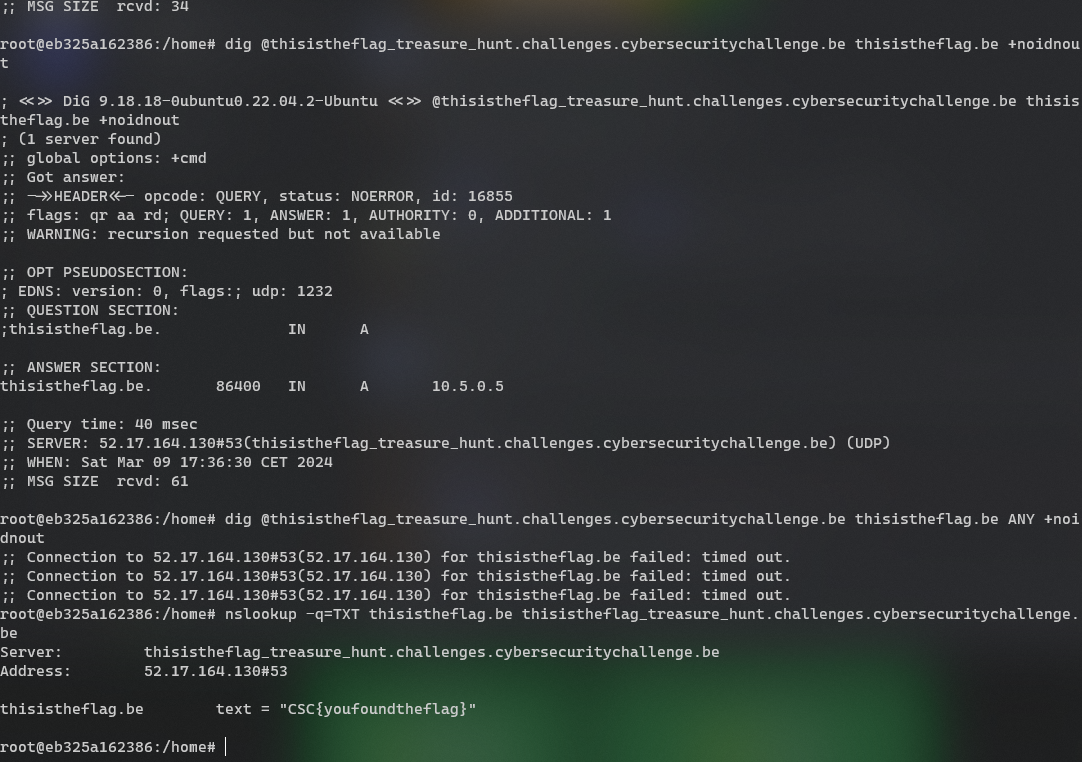 ;; MSG SIZE  rcvd: 34
root@eb325a162386:/home# dig @thisistheflag_treasure_hunt.challenges.cybersecuritychallenge.be thisistheflag.be +noidnou
t
; <<>> DiG 9.18.18-0ubuntu0.22.04.2-Ubuntu <<>> @thisistheflag_treasure_hunt.challenges.cybersecuritychallenge.be thisis
theflag.be +noidnout
; (1 server found)
;; global options: +cmd
;; Got answer:
;; ->>HEADER<<- opcode: QUERY, status: NOERROR, id: 16855
;; flags: qr aa rd; QUERY: 1, ANSWER: 1, AUTHORITY: 0, ADDITIONAL: 1
;; WARNING: recursion requested but not available
;; OPT PSEUDOSECTION:
; EDNS: version: 0, flags:; udp: 1232
;; QUESTION SECTION:
;thisistheflag.be.              IN      A
;; ANSWER SECTION:
thisistheflag.be.       86400   IN      A       10.5.0.5
;; Query time: 40 msec
;; SERVER: 52.17.164.130#53(thisistheflag_treasure_hunt.challenges.cybersecuritychallenge.be) (UDP)
;; WHEN: Sat Mar 09 17:36:30 CET 2024
;; MSG SIZE  rcvd: 61
root@eb325a162386:/home# dig @thisistheflag_treasure_hunt.challenges.cybersecuritychallenge.be thisistheflag.be ANY +noi
dnout
;; Connection to 52.17.164.130#53(52.17.164.130) for thisistheflag.be failed: timed out.
;; Connection to 52.17.164.130#53(52.17.164.130) for thisistheflag.be failed: timed out.
;; Connection to 52.17.164.130#53(52.17.164.130) for thisistheflag.be failed: timed out.
root@eb325a162386:/home# nslookup -q=TXT thisistheflag.be thisistheflag_treasure_hunt.challenges.cybersecuritychallenge.
be
Server:         thisistheflag_treasure_hunt.challenges.cybersecuritychallenge.be
Address:        52.17.164.130#53
thisistheflag.be        text = "CSC{youfoundtheflag}"
root@eb325a162386:/home#